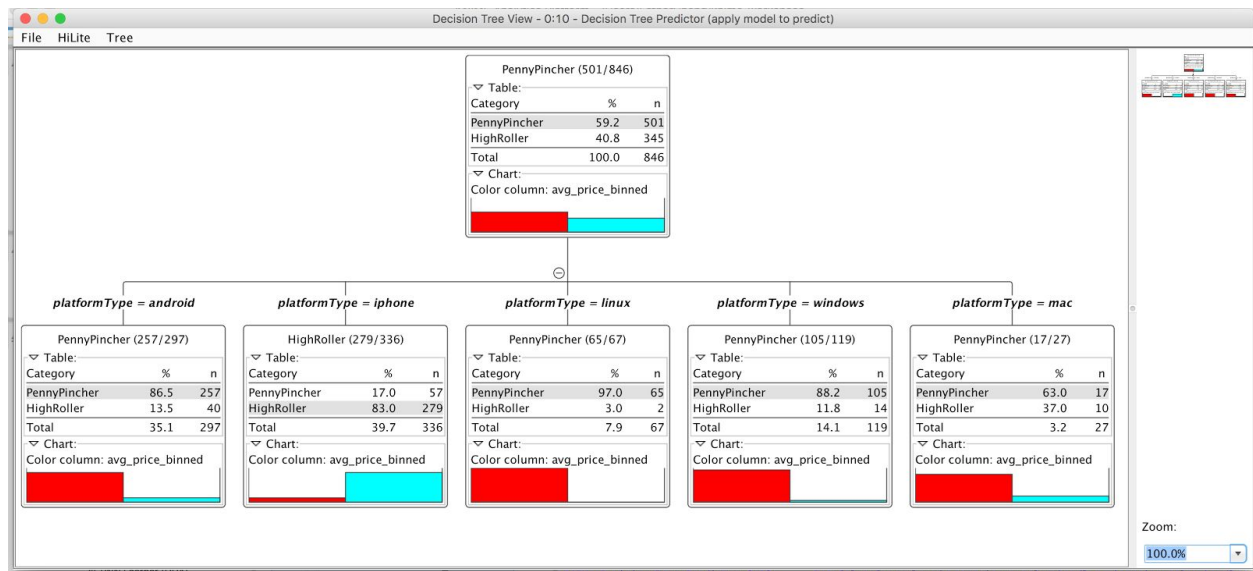 Decision Tree View - 0:10 - Decision Tree Predictor (apply model to predict)
File HiLite Tree
PennyPincher (501/846)
Table:
Category % n
PennyPincher 59.2 501
HighRoller 40.8 345
Total 100.0 846
Chart:
Color column: avg_price_binned
platformType = android
PennyPincher (257/297)
Table:
Category % n
PennyPincher 86.5 257
HighRoller 13.5 40
Total 35.1 297
Chart:
Color column: avg_price_binned
platformType = iphone
HighRoller (279/336)
Table:
Category % n
PennyPincher 17.0 57
HighRoller 83.0 279
Total 39.7 336
Chart:
Color column: avg_price_binned
platformType = linux
PennyPincher (65/67)
Table:
Category % n
PennyPincher 97.0 65
HighRoller 3.0 2
Total 7.9 67
Chart:
Color column: avg_price_binned
platformType = windows
PennyPincher (105/119)
Table:
Category % n
PennyPincher 88.2 105
HighRoller 11.8 14
Total 14.1 119
Chart:
Color column: avg_price_binned
platformType = mac
PennyPincher (17/27)
Table:
Category % n
PennyPincher 63.0 17
HighRoller 37.0 10
Total 3.2 27
Chart:
Color column: avg_price_binned
Zoom:
100.0%